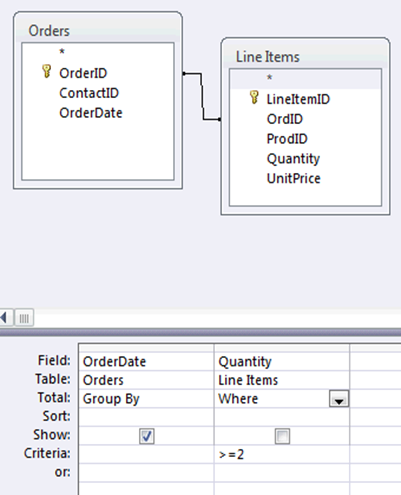 Orders
*
OrderID
ContactID
OrderDate
Line Items
*
LineItemID
OrdID
ProdID
Quantity
UnitPrice
Field: OrderDate Quantity
Table: Orders Line Items
Total: Group By Where
Sort:
Show:
Criteria: >=2
or: